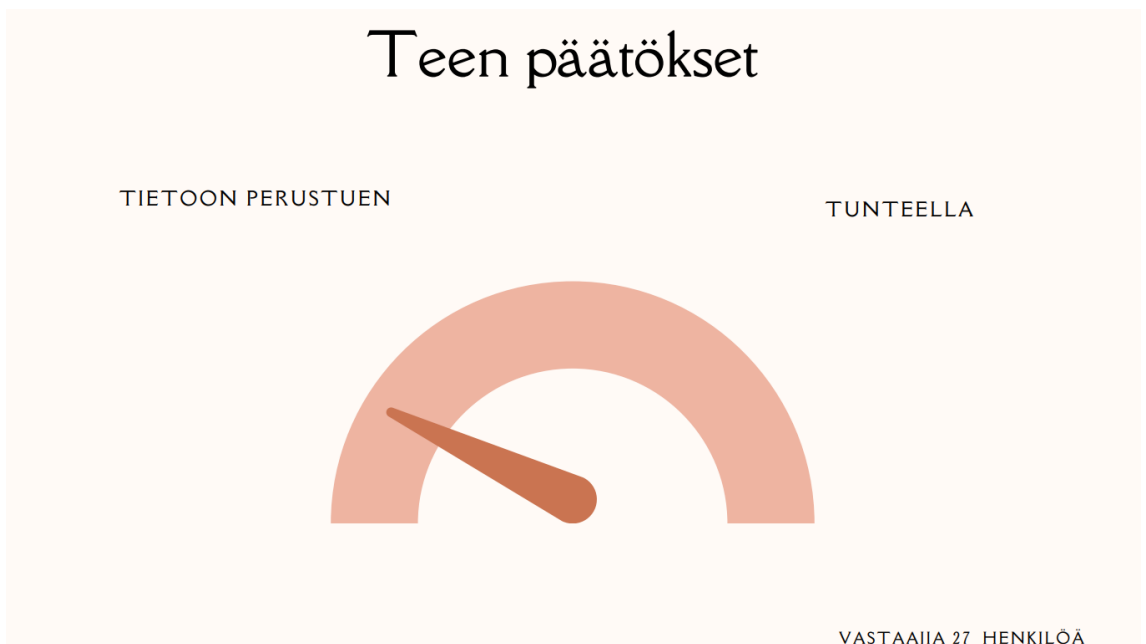 Teen päätökset
TIETOON PERUSTUEN
TUNTEELLA
VASTAAJIA 27 HENKILÖÄ